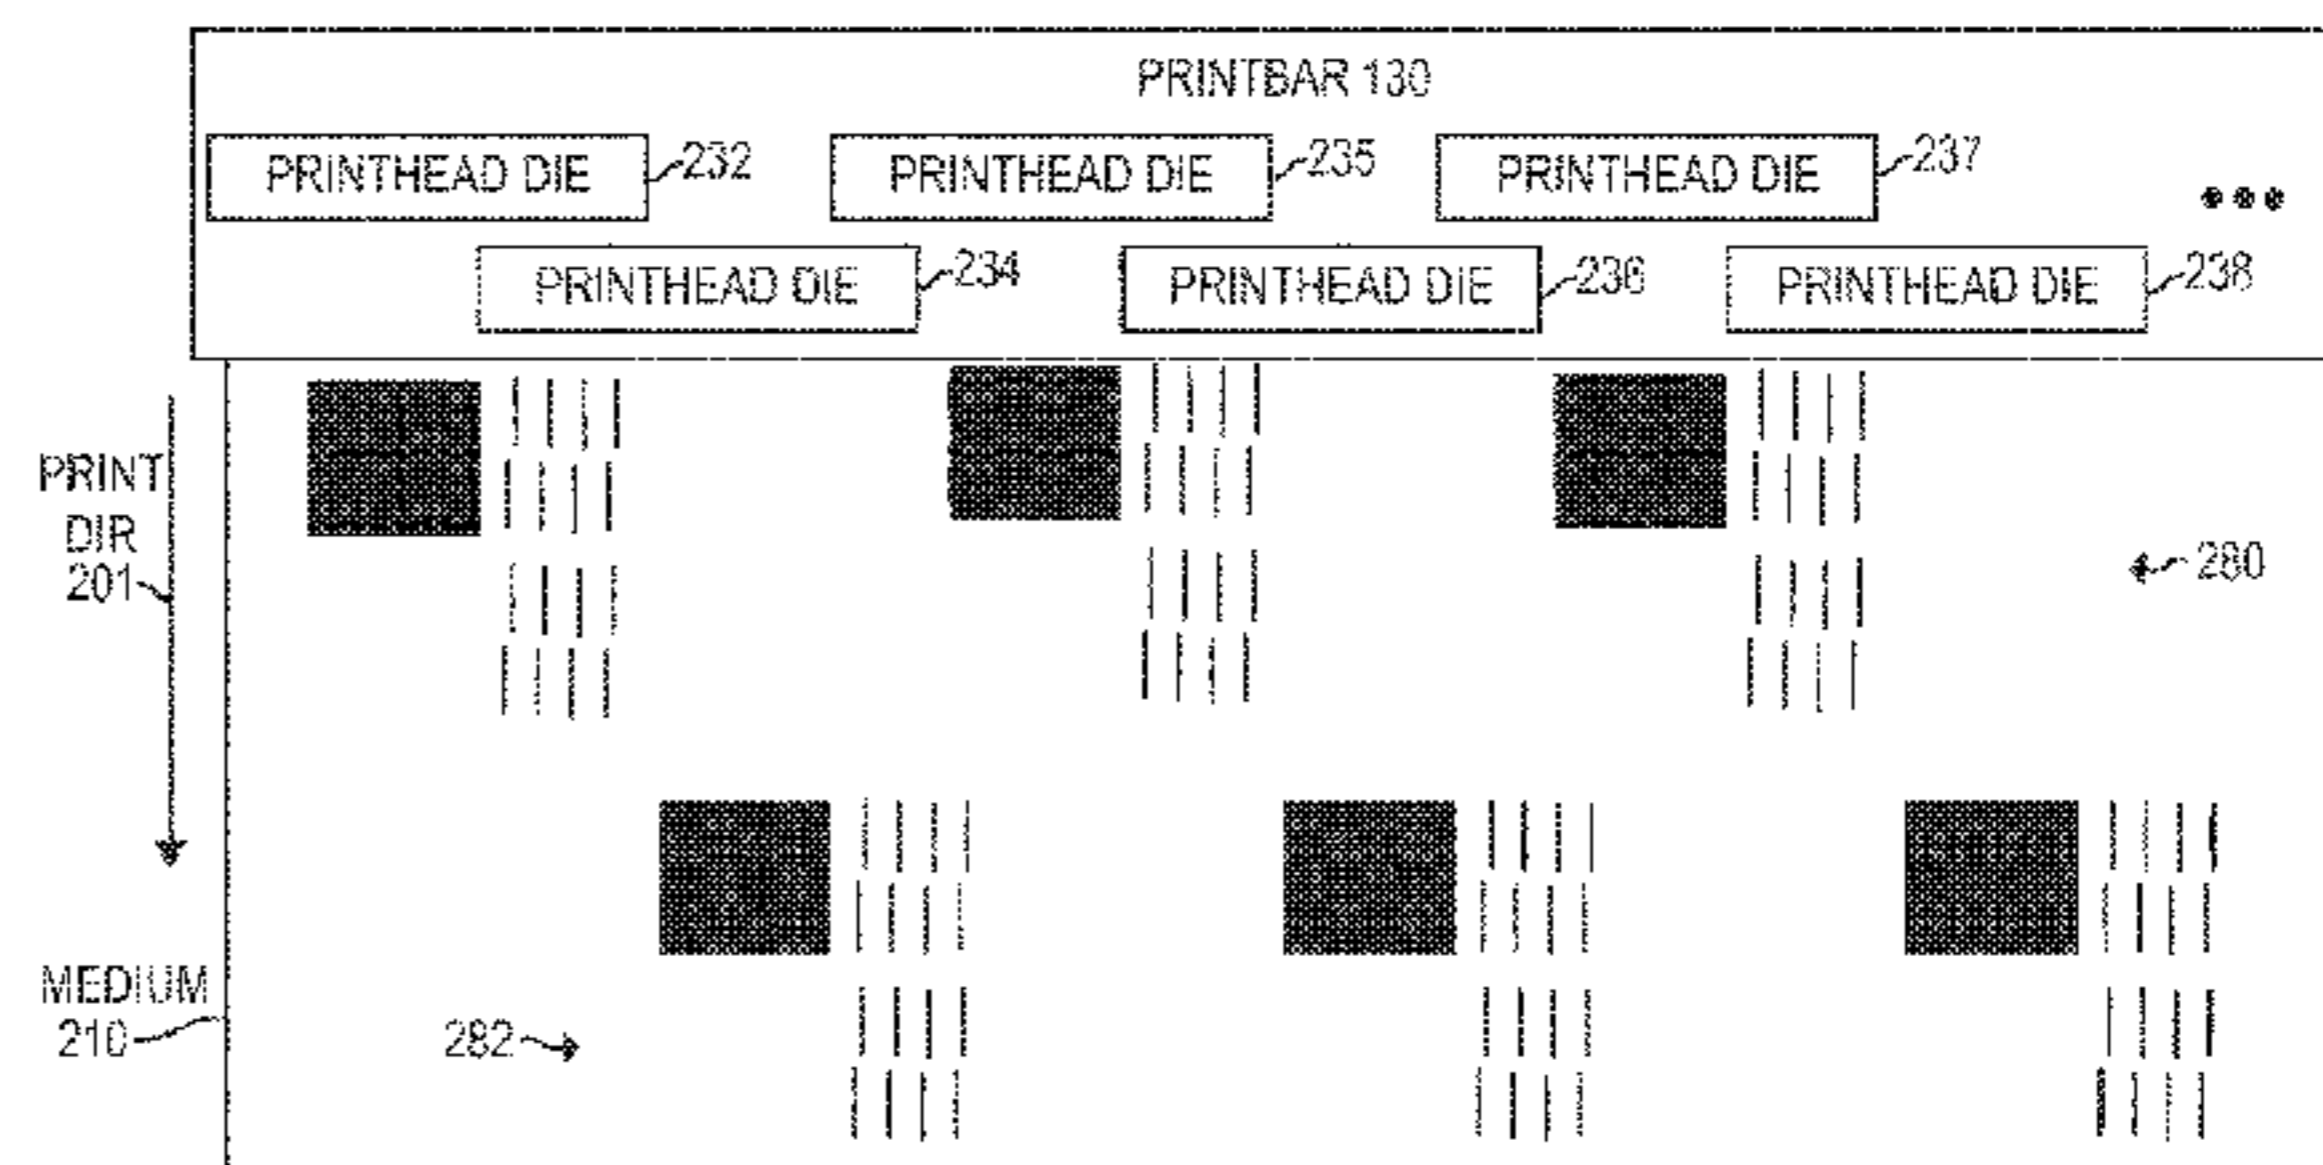 PRINTBAR 130
PRINTHEAD DIE 232 PRINTHEAD DIE 235 PRINTHEAD DIE 237
PRINTHEAD DIE 234 PRINTHEAD DIE 236 PRINTHEAD DIE 238
PRINT
DIR
201
280
MEDIUM
210
282